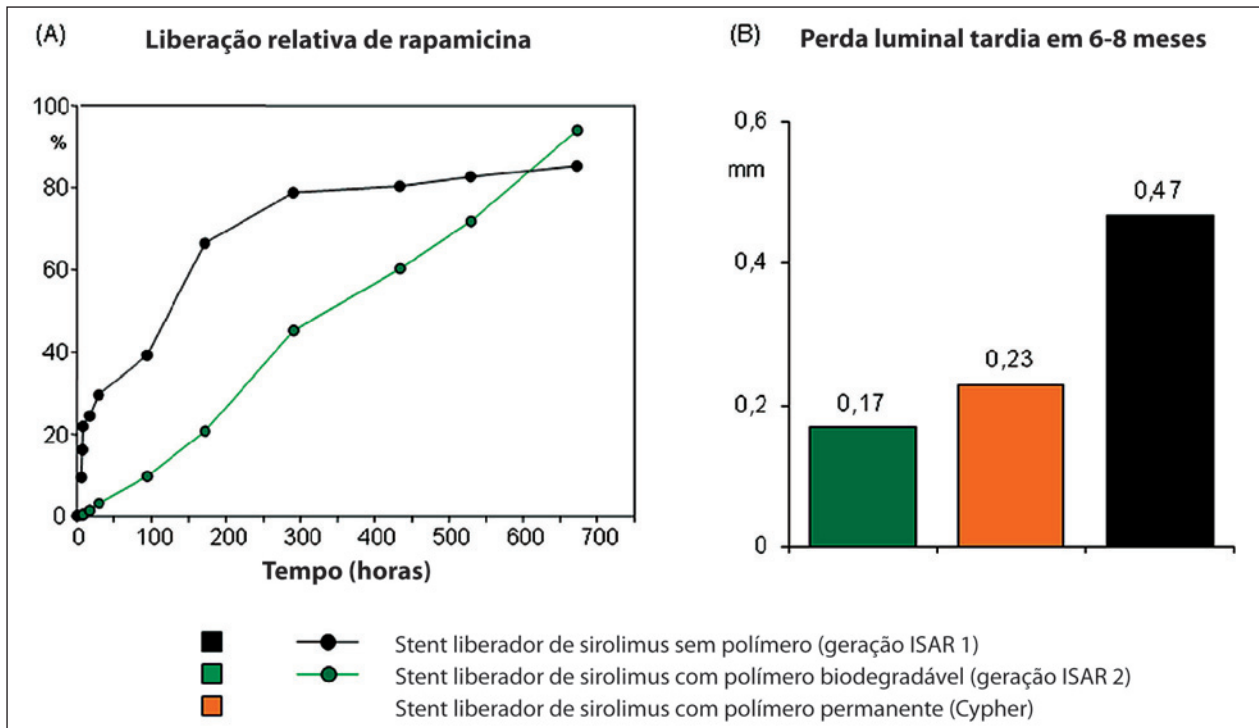 (A)
Liberação relativa de rapamicina
100
%
80
60
40
20
0
0 100 200 300 400 500 600 700
Tempo (horas)
(B)
Perda luminal tardia em 6-8 meses
0,6
mm
0,4
0,2
0
0,17
0,23
0,47
Stent liberador de sirolimus sem polímero (geração ISAR 1)
Stent liberador de sirolimus com polímero biodegradável (geração ISAR 2)
Stent liberador de sirolimus com polímero permanente (Cypher)